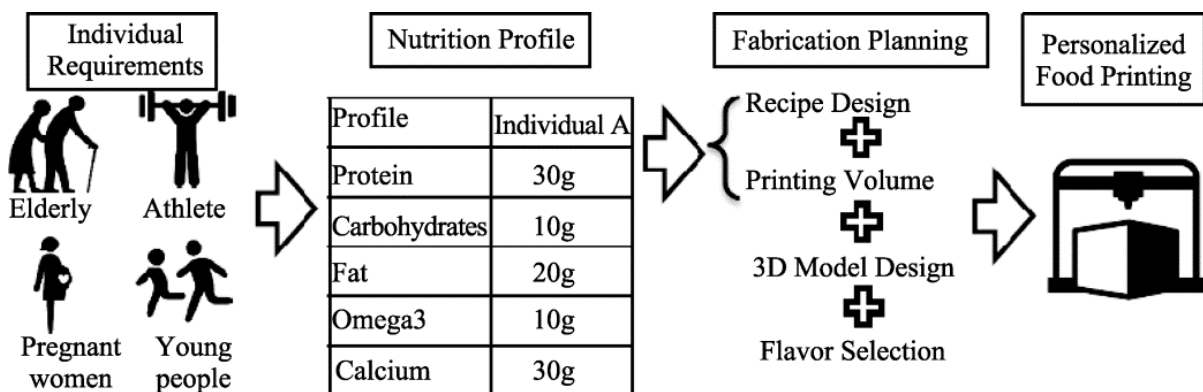 Individual
Requirements
Elderly
Athlete
Pregnant
women
Young
people
Nutrition Profile
Profile Individual A
Protein 30g
Carbohydrates 10g
Fat 20g
Omega3 10g
Calcium 30g
Fabrication Planning
Recipe Design
Printing Volume
3D Model Design
Flavor Selection
Personalized
Food Printing